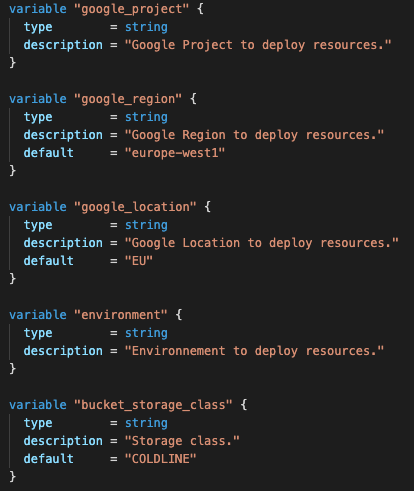 variable "google_project" {
  type        = string
  description = "Google Project to deploy resources."
}

variable "google_region" {
  type        = string
  description = "Google Region to deploy resources."
  default     = "europe-west1"
}

variable "google_location" {
  type        = string
  description = "Google Location to deploy resources."
  default     = "EU"
}

variable "environment" {
  type        = string
  description = "Environnement to deploy resources."
}

variable "bucket_storage_class" {
  type        = string
  description = "Storage class."
  default     = "COLDLINE"
}